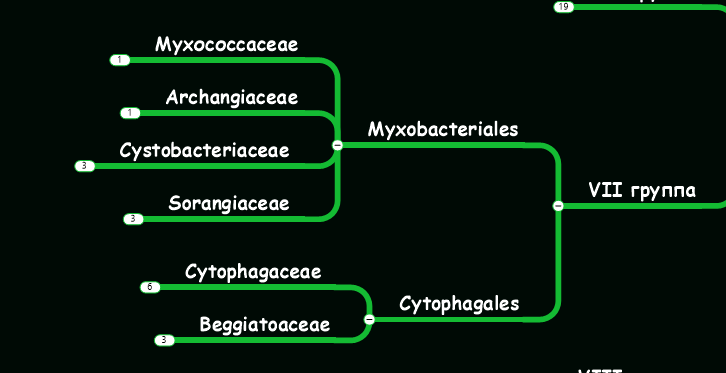 19
Myxococcaceae
1
Archangiaceae
1
Myxobacteriales
Cystobacteriaceae
3
VII группа
Sorangiaceae
3
Cytophagaceae
6
Cytophagales
Beggiatoaceae
3